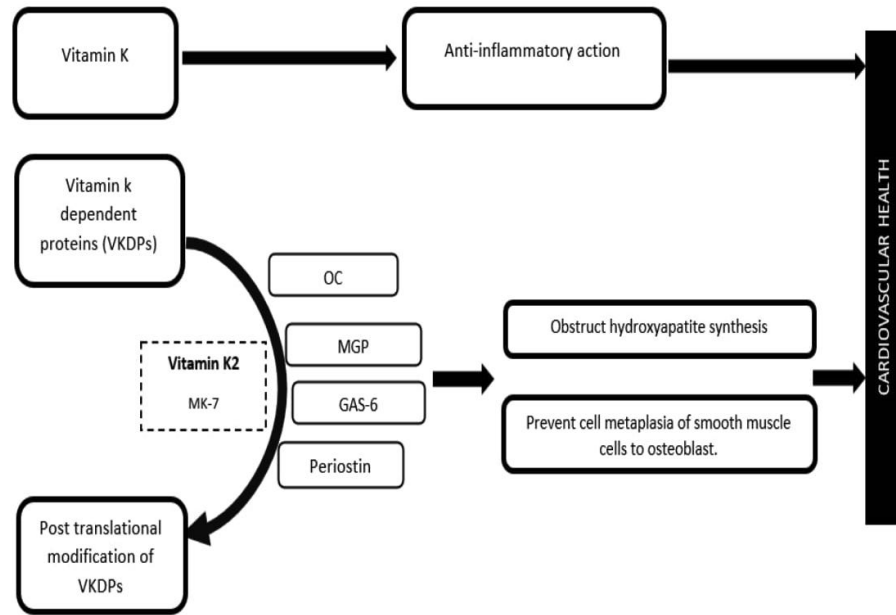 Vitamin K
Anti-inflammatory action
Vitamin k
dependent
proteins (VKDPs)
OC
Vitamin K2
MK-7
MGP
GAS-6
Periostin
Obstruct hydroxyapatite synthesis
Prevent cell metaplasia of smooth muscle
cells to osteoblast.
Post translational
modification of
VKDPs
CARDIOVASCULAR HEALTH